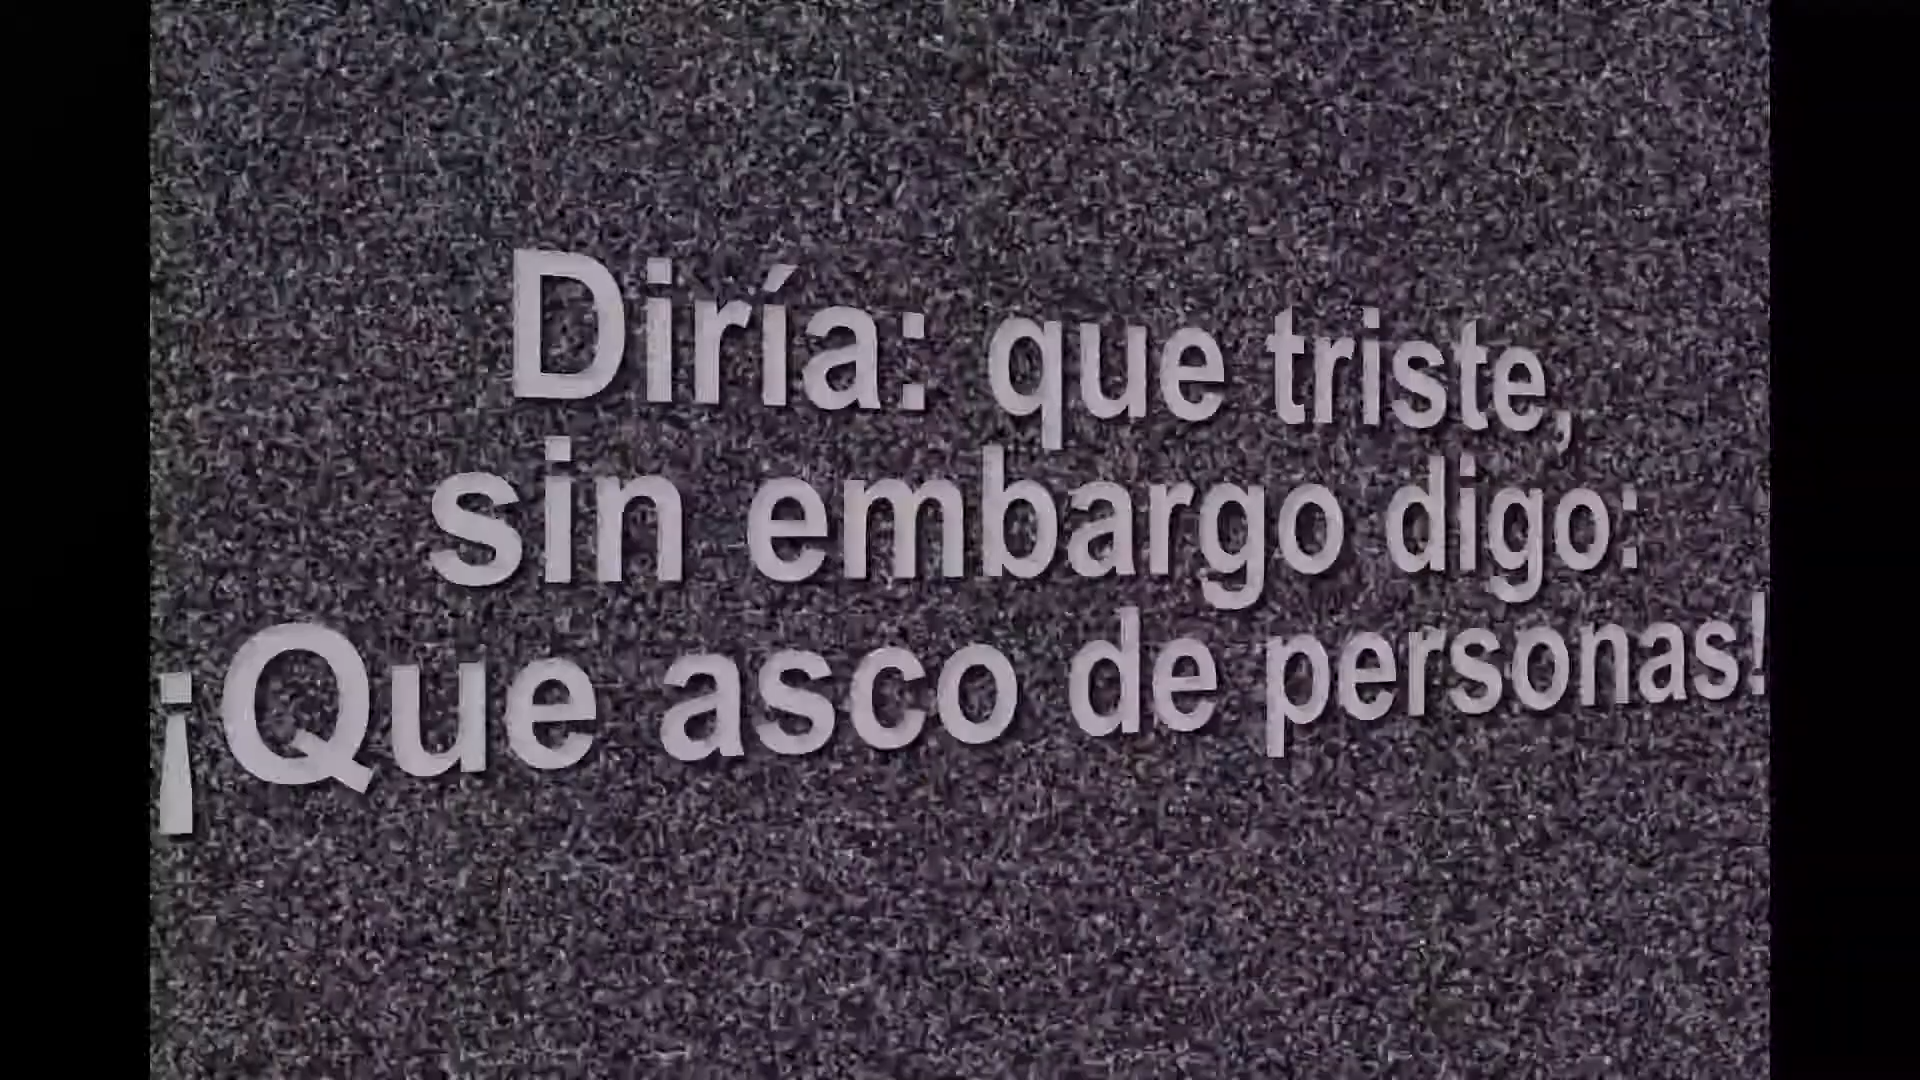 Diría: que triste,
sin embargo digo:
¡Que asco de personas!